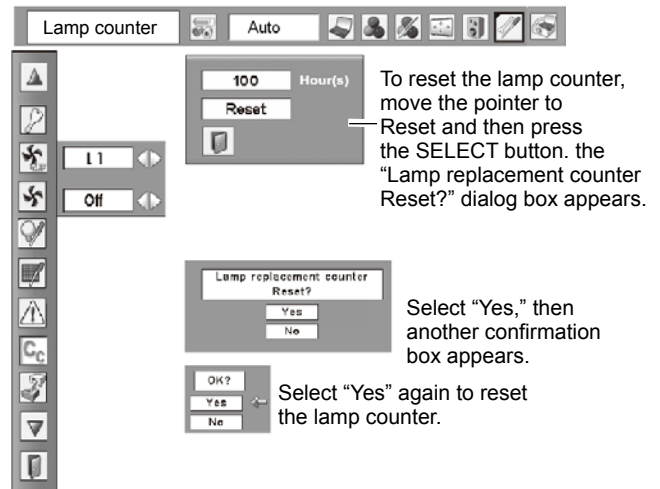 Lamp counter
Auto
100 Hour(s)
Reset
To reset the lamp counter,
move the pointer to
Reset and then press
the SELECT button. the
“Lamp replacement counter
Reset?” dialog box appears.
L1
Off
Lamp replacement counter
Reset?
Yes
No
Select “Yes,” then
another confirmation
box appears.
Cc
OK?
Yes
No
Select “Yes” again to reset
the lamp counter.